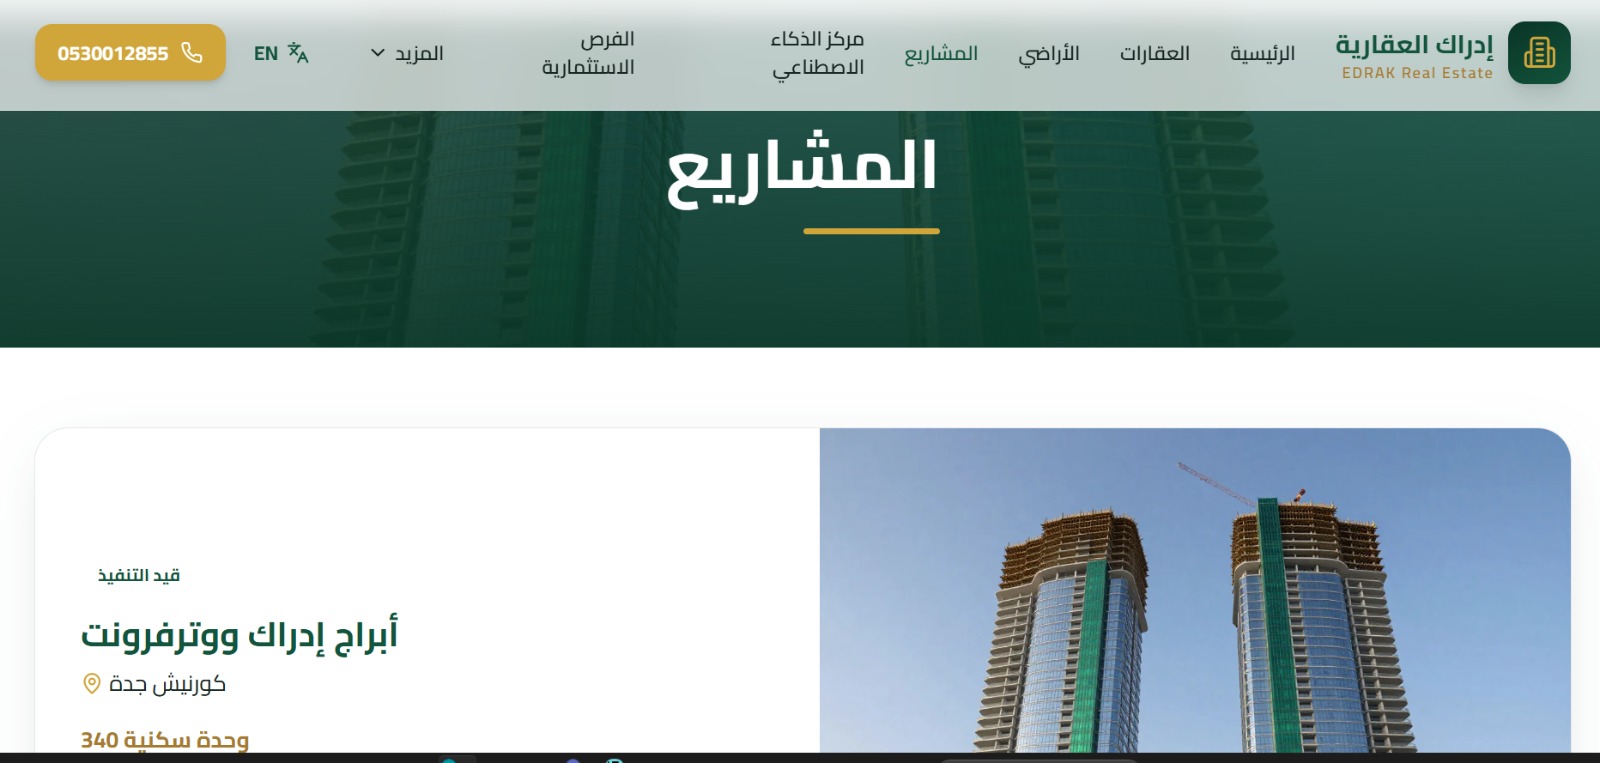 إدراك العقارية
EDRAK Real Estate
الرئيسية
العقارات
الأراضي
المشاريع
مركز الذكاء
الاصطناعي
الفرص
الاستثمارية
المزيد
EN
0530012855
المشاريع
قيد التنفيذ
أبراج إدراك ووترفرونت
كورنيش جدة
340 وحدة سكنية